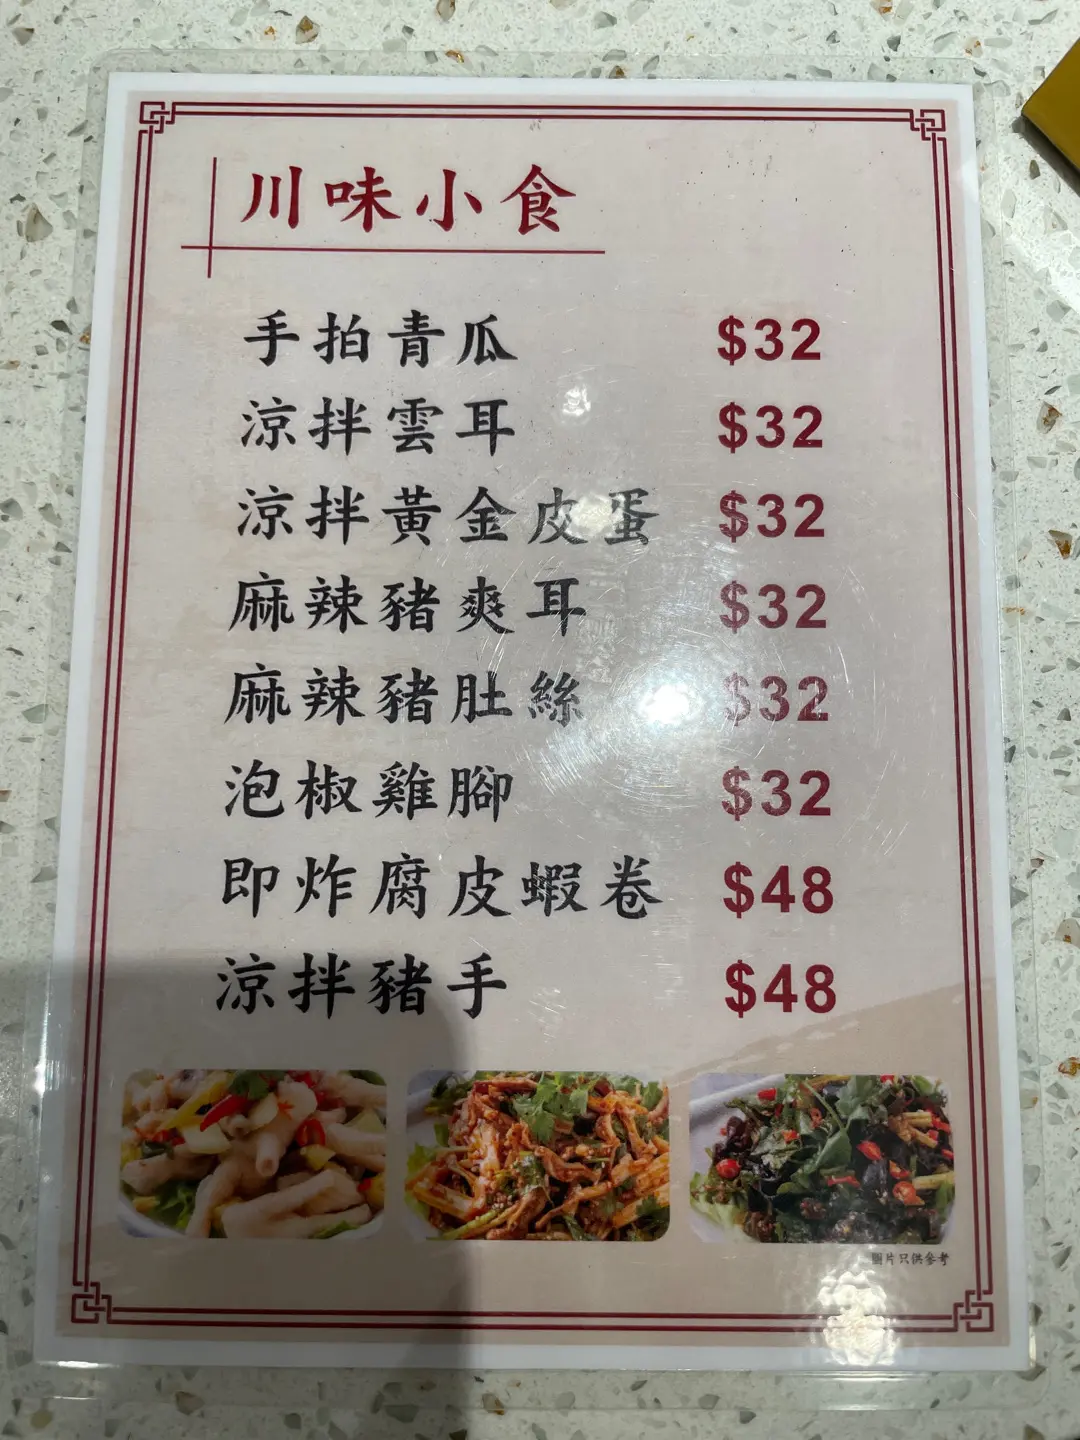 川味小食
手拍青瓜 $32
涼拌雲耳 $32
涼拌黃金皮蛋 $32
麻辣豬爽耳 $32
麻辣豬肚絲 $32
泡椒雞腳 $32
即炸腐皮蝦卷 $48
涼拌豬手 $48
圖片只供參考